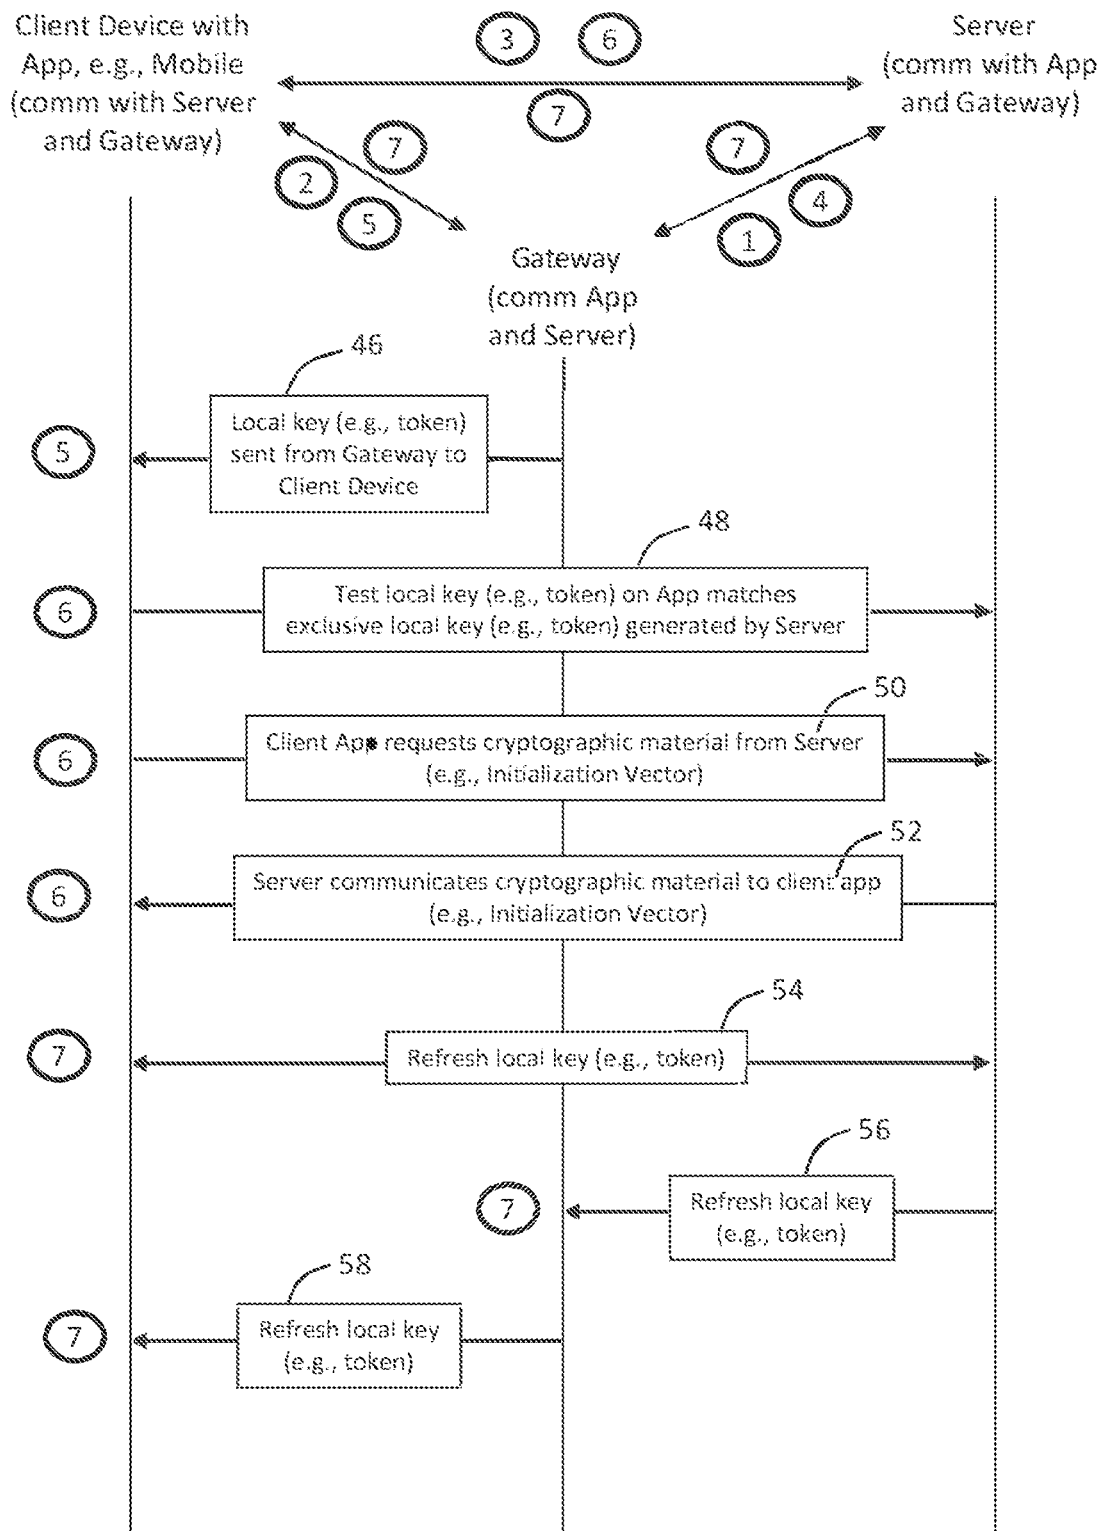 Client Device with
App, e.g., Mobile
(comm with Server
and Gateway)
3
6
7
Server
(comm with App
and Gateway)
7
2
5
7
4
1
Gateway
(comm App
and Server)
46
5
Local key (e.g., token)
sent from Gateway to
Client Device
48
6
Test local key (e.g., token) on App matches
exclusive local key (e.g., token) generated by Server
50
6
Client App requests cryptographic material from Server
(e.g., Initialization Vector)
52
6
Server communicates cryptographic material to client app
(e.g., Initialization Vector)
54
7
Refresh local key (e.g., token)
56
7
Refresh local key
(e.g., token)
58
7
Refresh local key
(e.g., token)